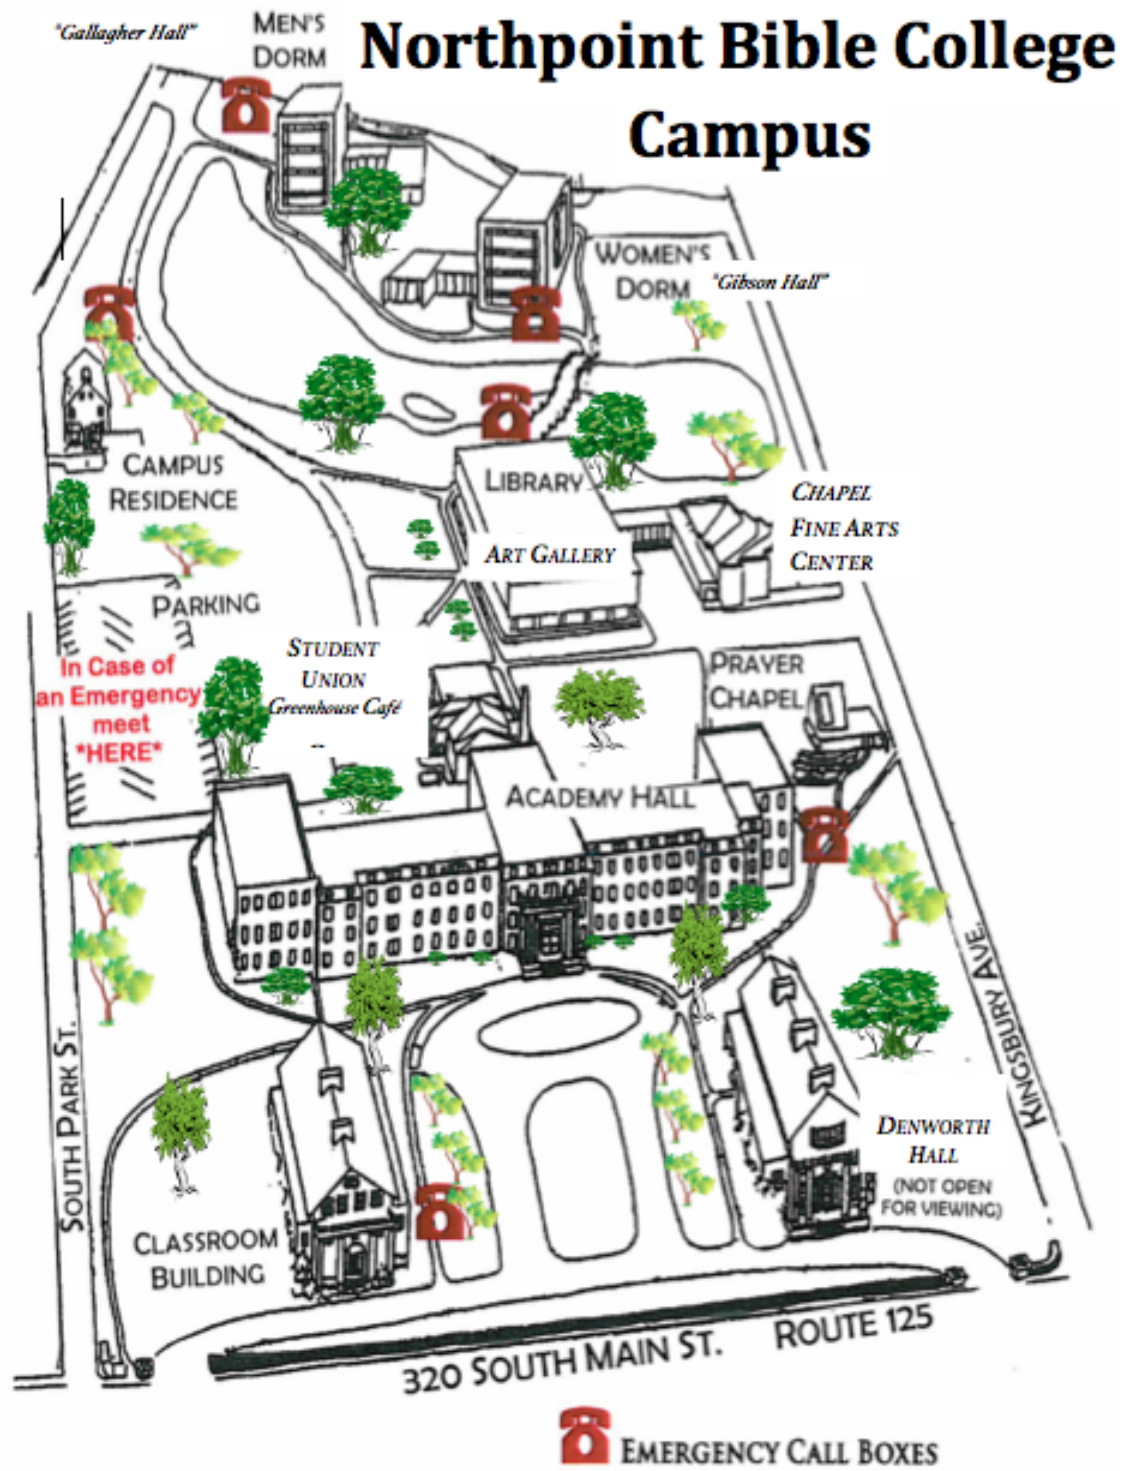 "Gallagher Hall"
MEN'S
DORM
Northpoint Bible College
Campus
WOMEN'S
DORM
"Gibson Hall"
CAMPUS
RESIDENCE
LIBRARY
ART GALLERY
CHAPEL
FINE ARTS
CENTER
PARKING
In Case of
an Emergency
meet
*HERE*
STUDENT
UNION
Greenhouse Café
--
PRAYER
CHAPEL
ACADEMY HALL
SOUTH PARK ST.
KINGSBURY AVE.
DENWORTH
HALL
(NOT OPEN
FOR VIEWING)
CLASSROOM
BUILDING
320 SOUTH MAIN ST. ROUTE 125
EMERGENCY CALL BOXES